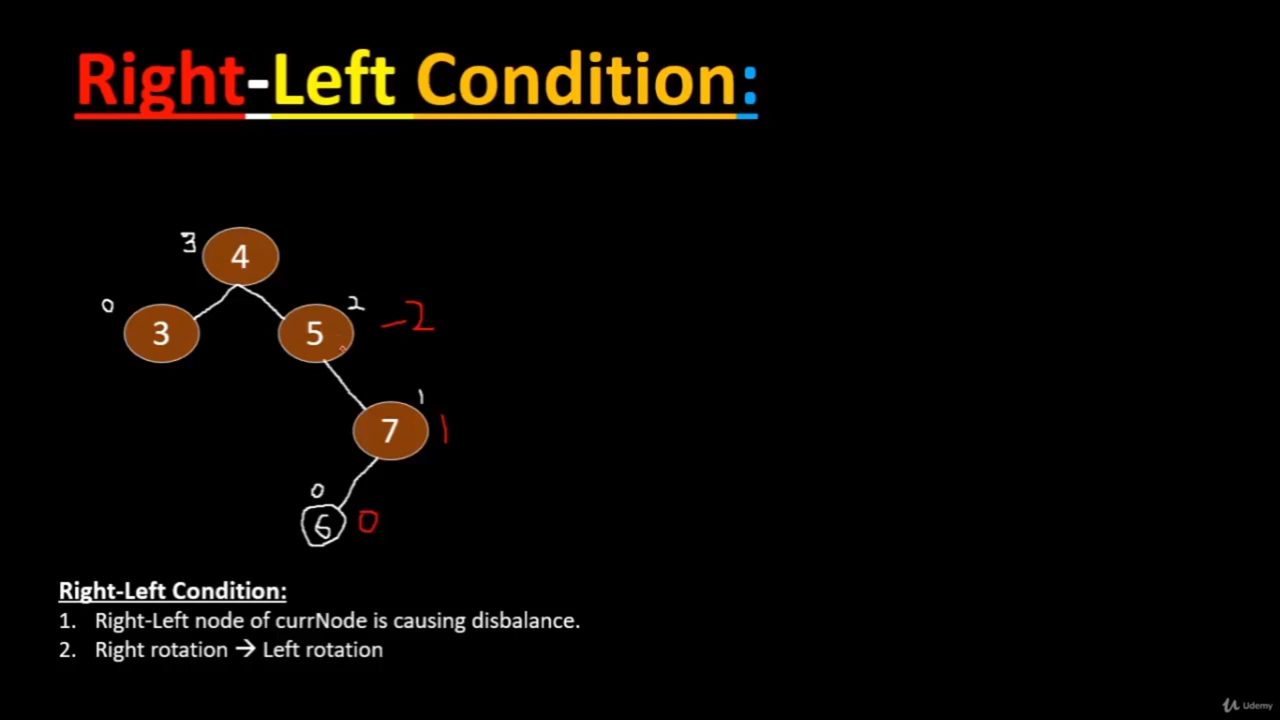 Right-Left Condition:
3 4
0 3 5 2 -2
7 1 1
0
6 0
Right-Left Condition:
1. Right-Left node of currNode is causing disbalance.
2. Right rotation → Left rotation
Udemy